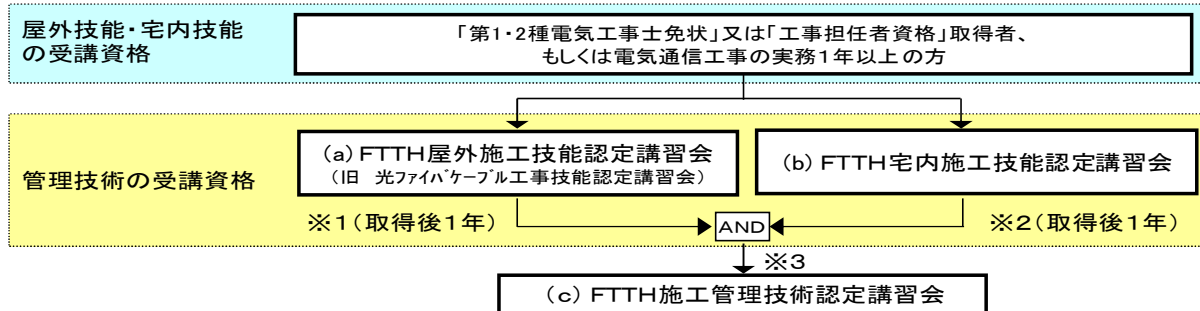 屋外技能・宅内技能
の受講資格
「第1・2種電気工事士免状」又は「工事担任者資格」取得者、
もしくは電気通信工事の実務1年以上の方
管理技術の受講資格
(a)FTTH屋外施工技能認定講習会
(旧 光ファイバケーブル工事技能認定講習会)
(b)FTTH宅内施工技能認定講習会
※1(取得後1年)
AND
※2(取得後1年)
※3
(c)FTTH施工管理技術認定講習会